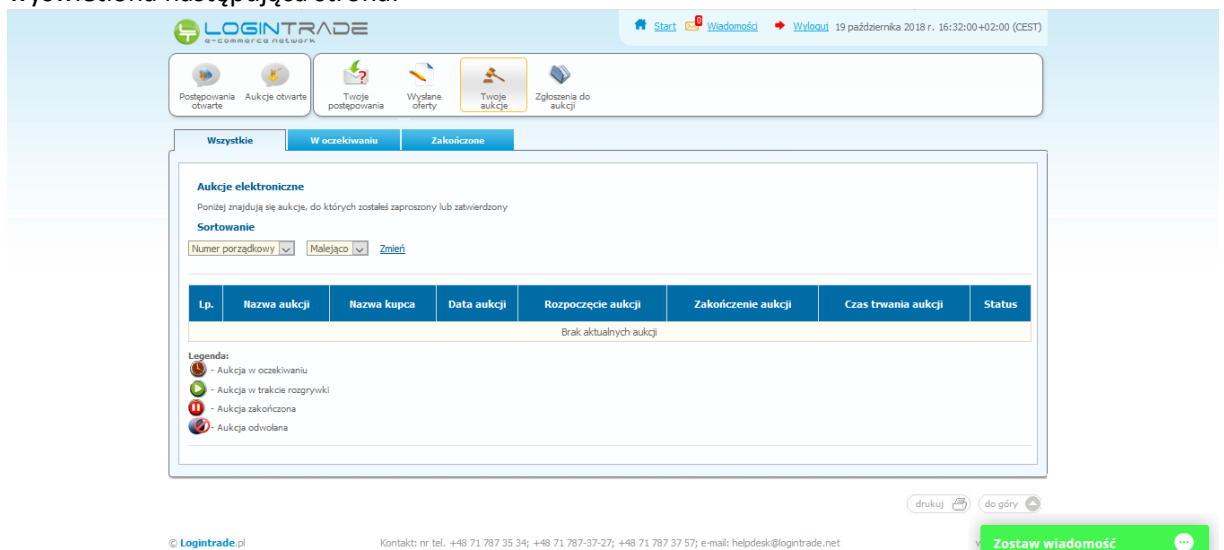 wyświetlona następująca strona:
LOGINTRADE
e-commerce network
Start 0 Wiadomości Wyloguj 19 października 2018 r. 16:32:00+02:00 (CEST)
Postępowania otwarte Aukcje otwarte Twoje postępowania Wysłane oferty Twoje aukcje Zgłoszenia do aukcji
Wszystkie W oczekiwaniu Zakończone
Aukcje elektroniczne
Poniżej znajdują się aukcje, do których zostałeś zaproszony lub zatwierdzony
Sortowanie
Numer porządkowy Malejąco Zmień
Lp. Nazwa aukcji Nazwa kupca Data aukcji Rozpoczęcie aukcji Zakończenie aukcji Czas trwania aukcji Status
Brak aktualnych aukcji
Legenda:
- Aukcja w oczekiwaniu
- Aukcja w trakcie rozgrywki
- Aukcja zakończona
- Aukcja odwołana
drukuj do góry
© Logintrade.pl Kontakt: nr tel. +48 71 787 35 34; +48 71 787-37-27; +48 71 787 37 57; e-mail: helpdesk@logintrade.net
Zostaw wiadomość